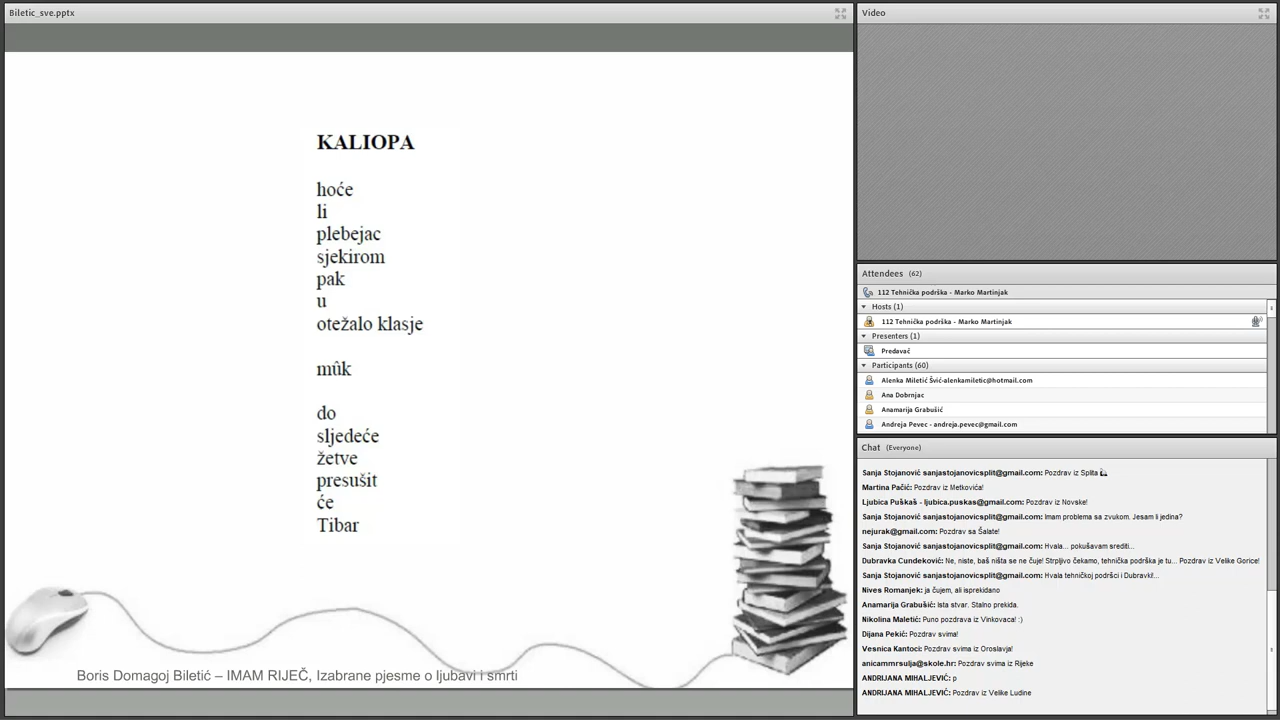 Biletic_sve.pptx
KALIOPA
hoće
li
plebejac
sjekirom
pak
u
otežalo klasje
mûk
do
sljedeće
žetve
presušit
će
Tibar
Boris Domagoj Biletić – IMAM RIJEČ, Izabrane pjesme o ljubavi i smrti
Video
Attendees (62)
112 Tehnička podrška - Marko Martinjak
Hosts (1)
112 Tehnička podrška - Marko Martinjak
Presenters (1)
Predavač
Participants (60)
Alenka Miletić Švić-alenkamiletic@hotmail.com
Ana Dobrnjac
Anamarija Grabušić
Andreja Pevec - andreja.pevec@gmail.com
Chat (Everyone)
Sanja Stojanović sanjastojanovicsplit@gmail.com: Pozdrav iz Splita
Martina Pačić: Pozdrav iz Metkovića!
Ljubica Puškaš - ljubica.puskas@gmail.com: Pozdrav iz Novske!
Sanja Stojanović sanjastojanovicsplit@gmail.com: Imam problema sa zvukom. Jesam li jedina?
nejurak@gmail.com: Pozdrav sa Šalate!
Sanja Stojanović sanjastojanovicsplit@gmail.com: Hvala... pokušavam srediti...
Dubravka Cundeković: Ne, niste, baš ništa se ne čuje! Strpljivo čekamo, tehnička podrška je tu... Pozdrav iz Velike Gorice!
Sanja Stojanović sanjastojanovicsplit@gmail.com: Hvala tehničkoj podršci i Dubravki!...
Nives Romanjek: ja čujem, ali isprekidano
Anamarija Grabušić: Ista stvar. Stalno prekida.
Nikolina Maletić: Puno pozdrava iz Vinkovaca! :)
Dijana Pekić: Pozdrav svima!
Vesnica Kantoci: Pozdrav svima iz Oroslavja!
anicammrsulja@skole.hr: Pozdrav svima iz Rijeke
ANDRIJANA MIHALJEVIĆ: p
ANDRIJANA MIHALJEVIĆ: Pozdrav iz Velike Ludine